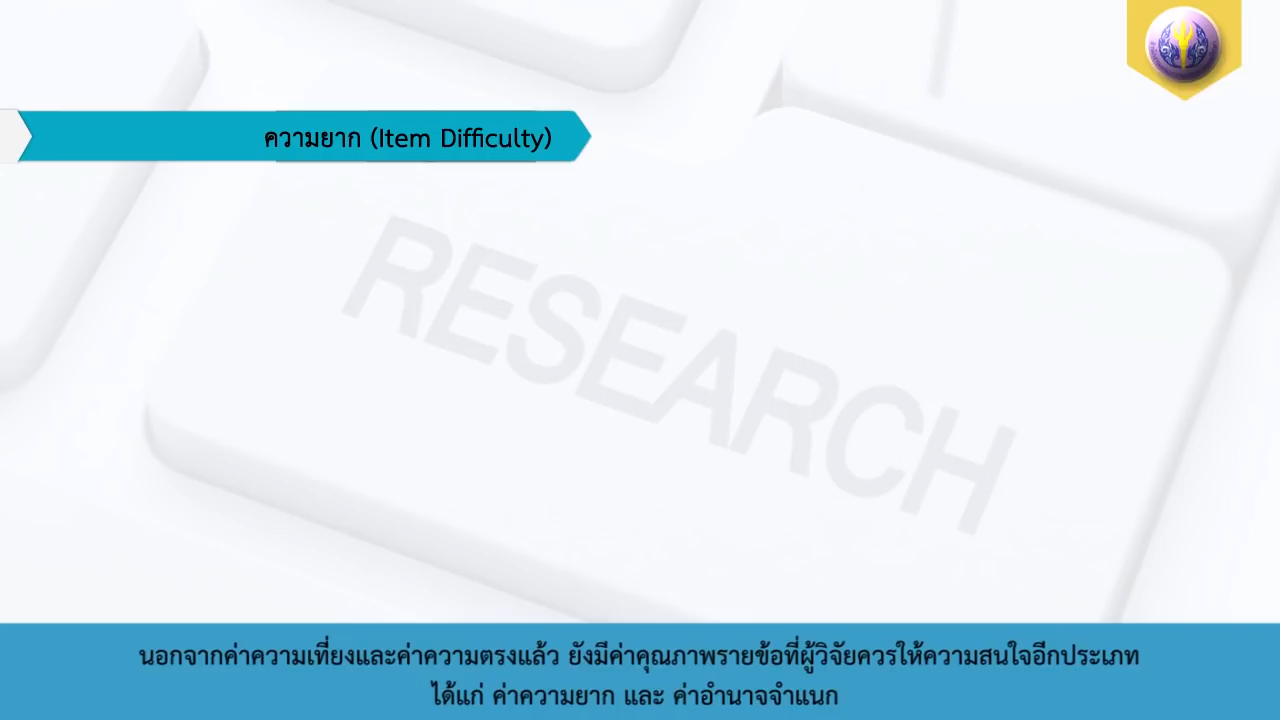 ความยาก (Item Difficulty)
RESEARCH
นอกจากค่าความเที่ยงและค่าความตรงแล้ว ยังมีค่าคุณภาพรายข้อที่ผู้วิจัยควรให้ความสนใจอีกประเภท
ได้แก่ ค่าความยาก และ ค่าอำนาจจำแนก